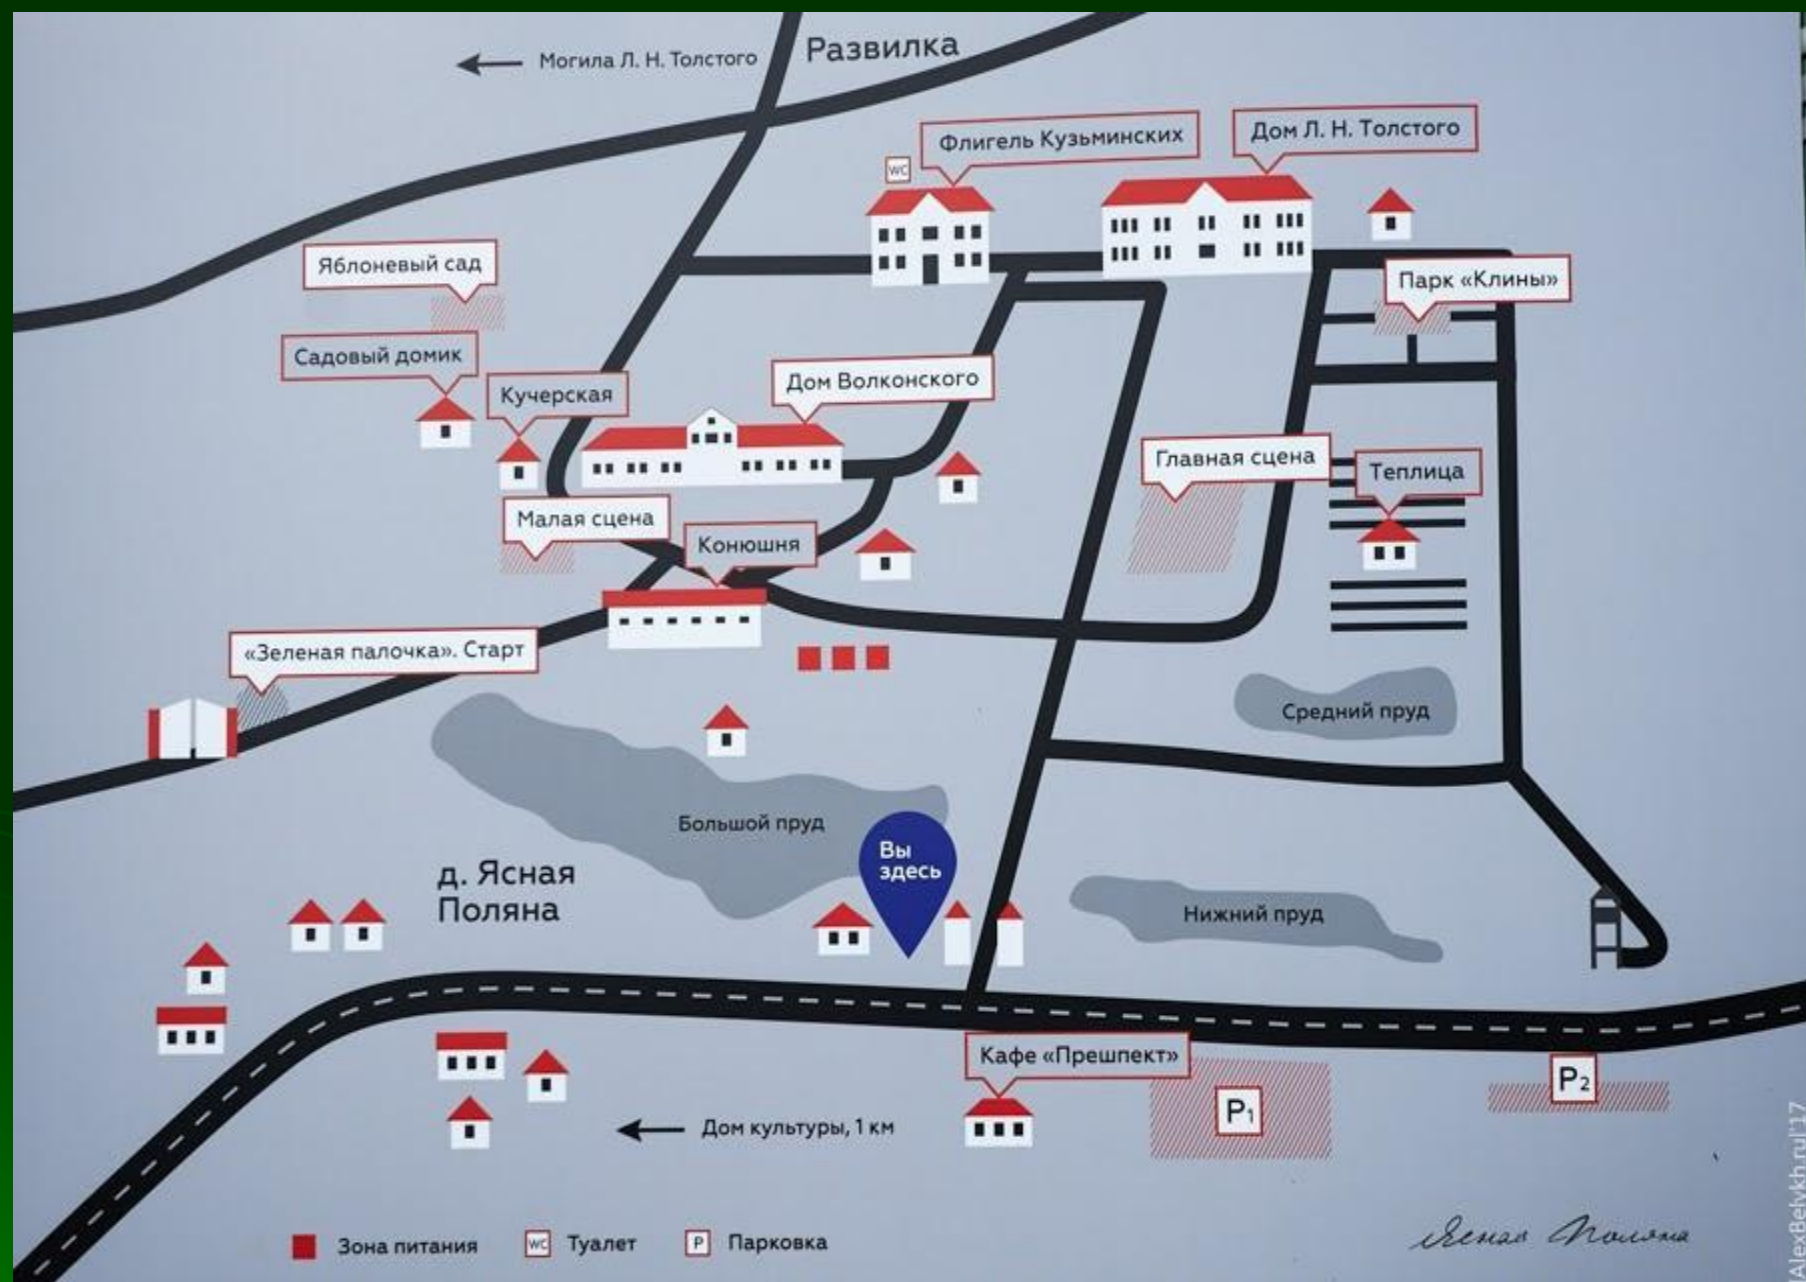 Развилка
Могила Л. Н. Толстого
Дом Л. Н. Толстого
Флигель Кузьминских
WC
Яблоневый сад
Парк «Клины»
Садовый домик
Кучерская
Дом Волконского
Главная сцена
Теплица
Малая сцена
Конюшня
«Зеленая палочка». Старт
Средний пруд
Большой пруд
Вы
здесь
д. Ясная
Поляна
Нижний пруд
Кафе «Прешпект»
P1
P2
Дом культуры, 1 км
Зона питания
WC
Туалет
P
Парковка
Ясная Поляна
AlexBelykh.ru'17